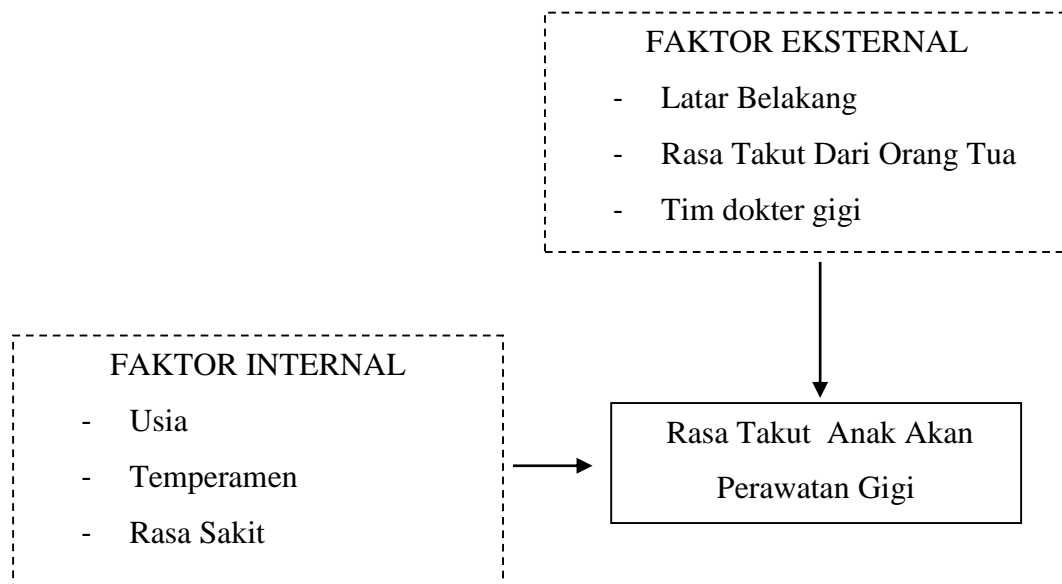 FAKTOR EKSTERNAL
- Latar Belakang
- Rasa Takut Dari Orang Tua
- Tim dokter gigi
FAKTOR INTERNAL
- Usia
- Temperamen
- Rasa Sakit
Rasa Takut Anak Akan
Perawatan Gigi